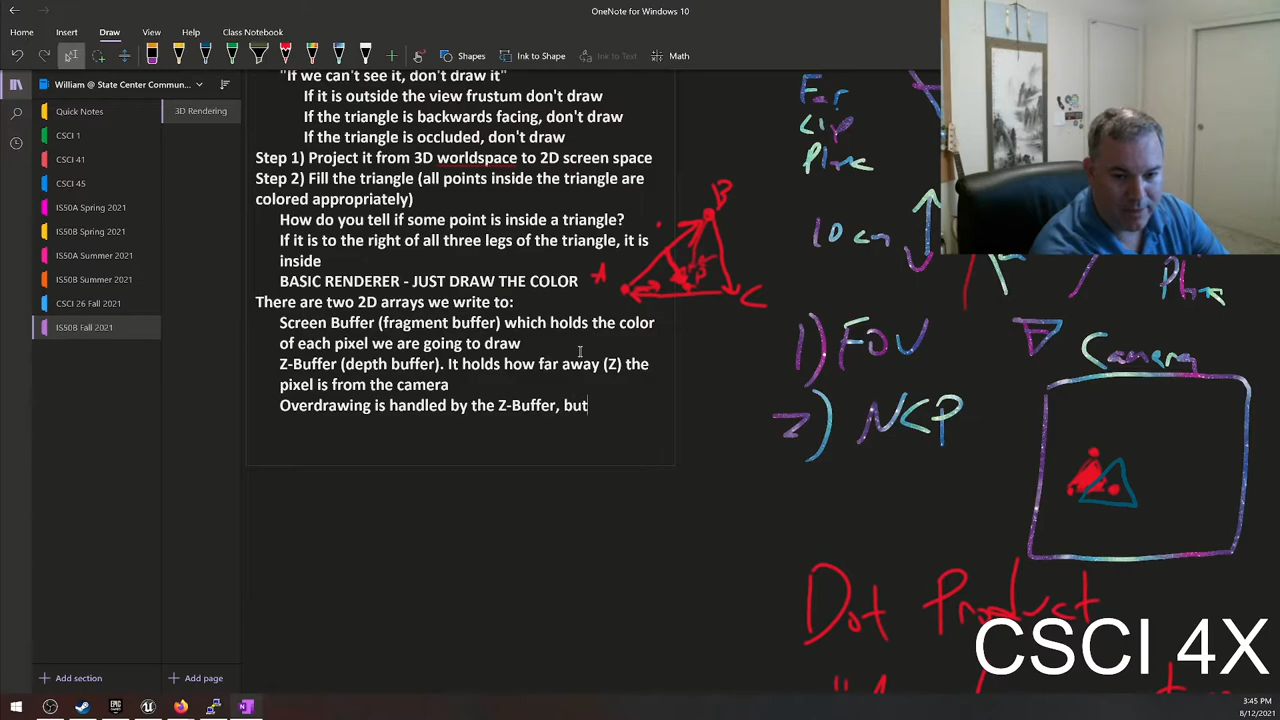 OneNote for Windows 10
Home
Insert
Draw
View
Help
Class Notebook
Shapes
Ink to Shape
Ink to Text
Math
William @ State Center Commun...
Quick Notes
CSCI 1
CSCI 41
CSCI 45
IS50A Spring 2021
IS50B Spring 2021
IS50A Summer 2021
IS50B Summer 2021
CSCI 26 Fall 2021
IS50B Fall 2021
3D Rendering
"If we can't see it, don't draw it"
If it is outside the view frustum don't draw
If the triangle is backwards facing, don't draw
If the triangle is occluded, don't draw
Step 1) Project it from 3D worldspace to 2D screen space
Step 2) Fill the triangle (all points inside the triangle are
colored appropriately)
How do you tell if some point is inside a triangle?
If it is to the right of all three legs of the triangle, it is
inside
BASIC RENDERER - JUST DRAW THE COLOR
There are two 2D arrays we write to:
Screen Buffer (fragment buffer) which holds the color
of each pixel we are going to draw
Z-Buffer (depth buffer). It holds how far away (Z) the
pixel is from the camera
Overdrawing is handled by the Z-Buffer, but
A
B
C
Far
Clip
Plane
10 cm
1) FOV
2) NCP
Camera
Dot Product
CSCI 4X
Add section
Add page
3:45 PM
8/12/2021